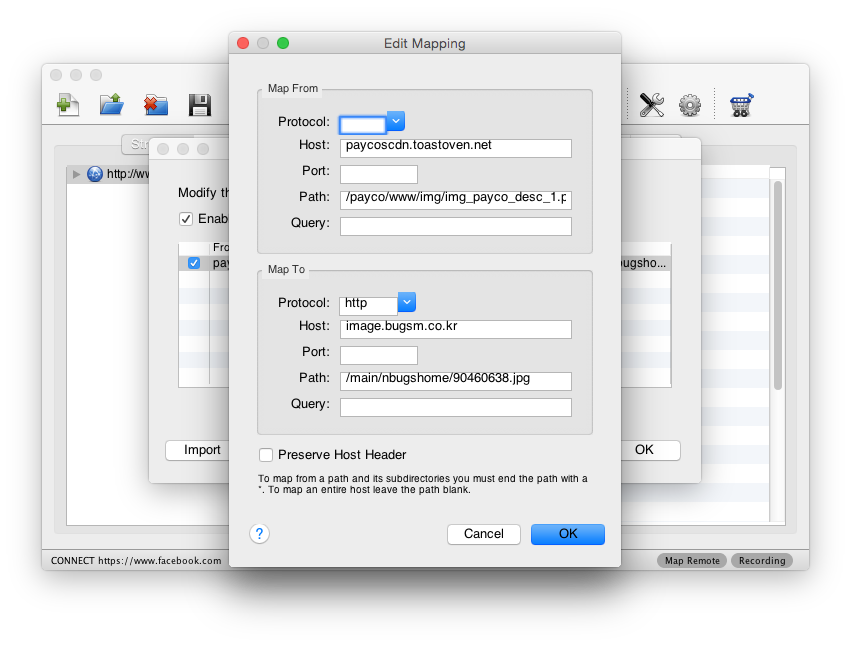 Edit Mapping
Map From
Protocol:
Host: paycoscdn.toastoven.net
Port:
Path: /payco/www/img/img_payco_desc_1.p
Query:
Map To
Protocol: http
Host: image.bugsm.co.kr
Port:
Path: /main/nbugshome/90460638.jpg
Query:
Preserve Host Header
To map from a path and its subdirectories you must end the path with a
*. To map an entire host leave the path blank.
? Cancel OK
Str
http://ww
Modify th
Enab
Fro
pay ougsho...
Import OK
CONNECT https://www.facebook.com Map Remote Recording